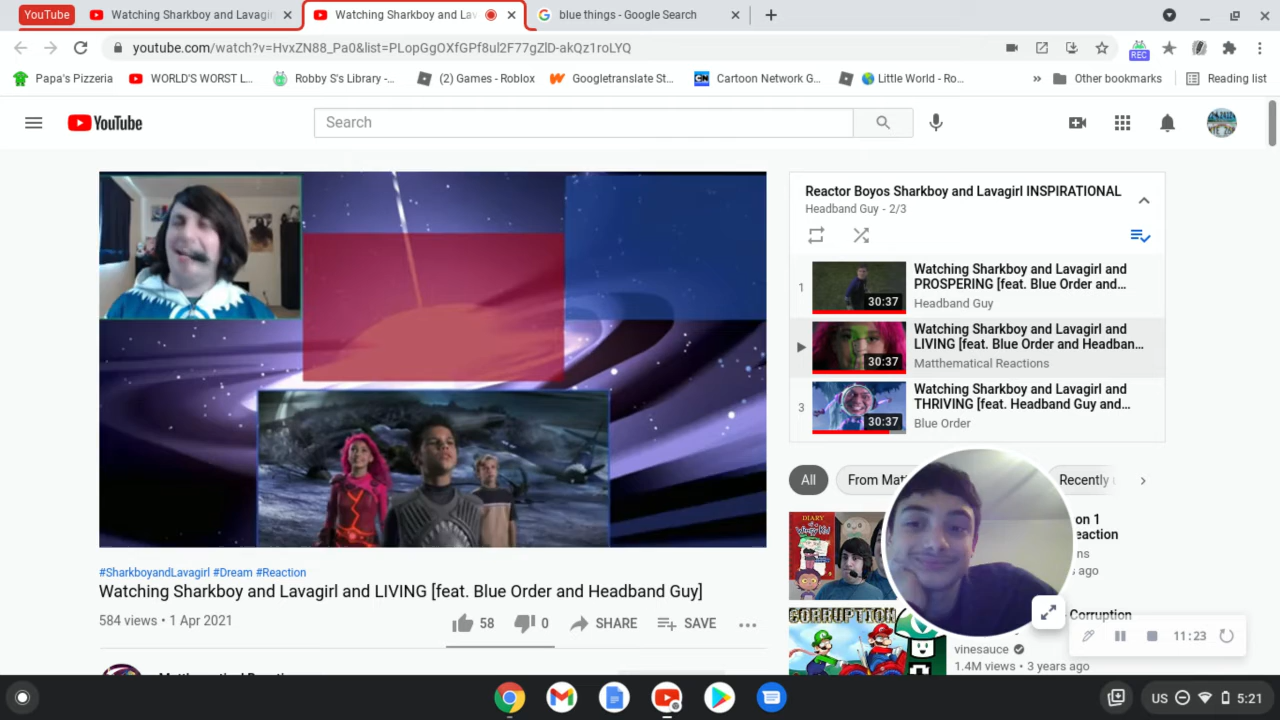 YouTube
Watching Sharkboy and Lavagir
Watching Sharkboy and Lav
blue things - Google Search
youtube.com/watch?v=HvxZN88_Pa0&list=PLopGgOXfGPf8ul2F77gZlD-akQz1roLYQ
REC
Papa's Pizzeria
WORLD'S WORST L...
Robby S's Library -...
(2) Games - Roblox
Googletranslate St...
CN
Cartoon Network G...
Little World - Ro...
»
Other bookmarks
Reading list
YouTube
Search
Reactor Boyos Sharkboy and Lavagirl INSPIRATIONAL
Headband Guy - 2/3
1
30:37
Watching Sharkboy and Lavagirl and
PROSPERING [feat. Blue Order and...
Headband Guy
30:37
Watching Sharkboy and Lavagirl and
LIVING [feat. Blue Order and Headban...
Matthematical Reactions
3
30:37
Watching Sharkboy and Lavagirl and
THRIVING [feat. Headband Guy and...
Blue Order
All
From Mat
Recently
DIARY
on 1
eaction
ns
ago
CORRUPTION
Corruption
vinesauce
1.4M views • 3 years ago
11:23
#SharkboyandLavagirl #Dream #Reaction
Watching Sharkboy and Lavagirl and LIVING [feat. Blue Order and Headband Guy]
584 views • 1 Apr 2021
58
0
SHARE
SAVE
US
5:21